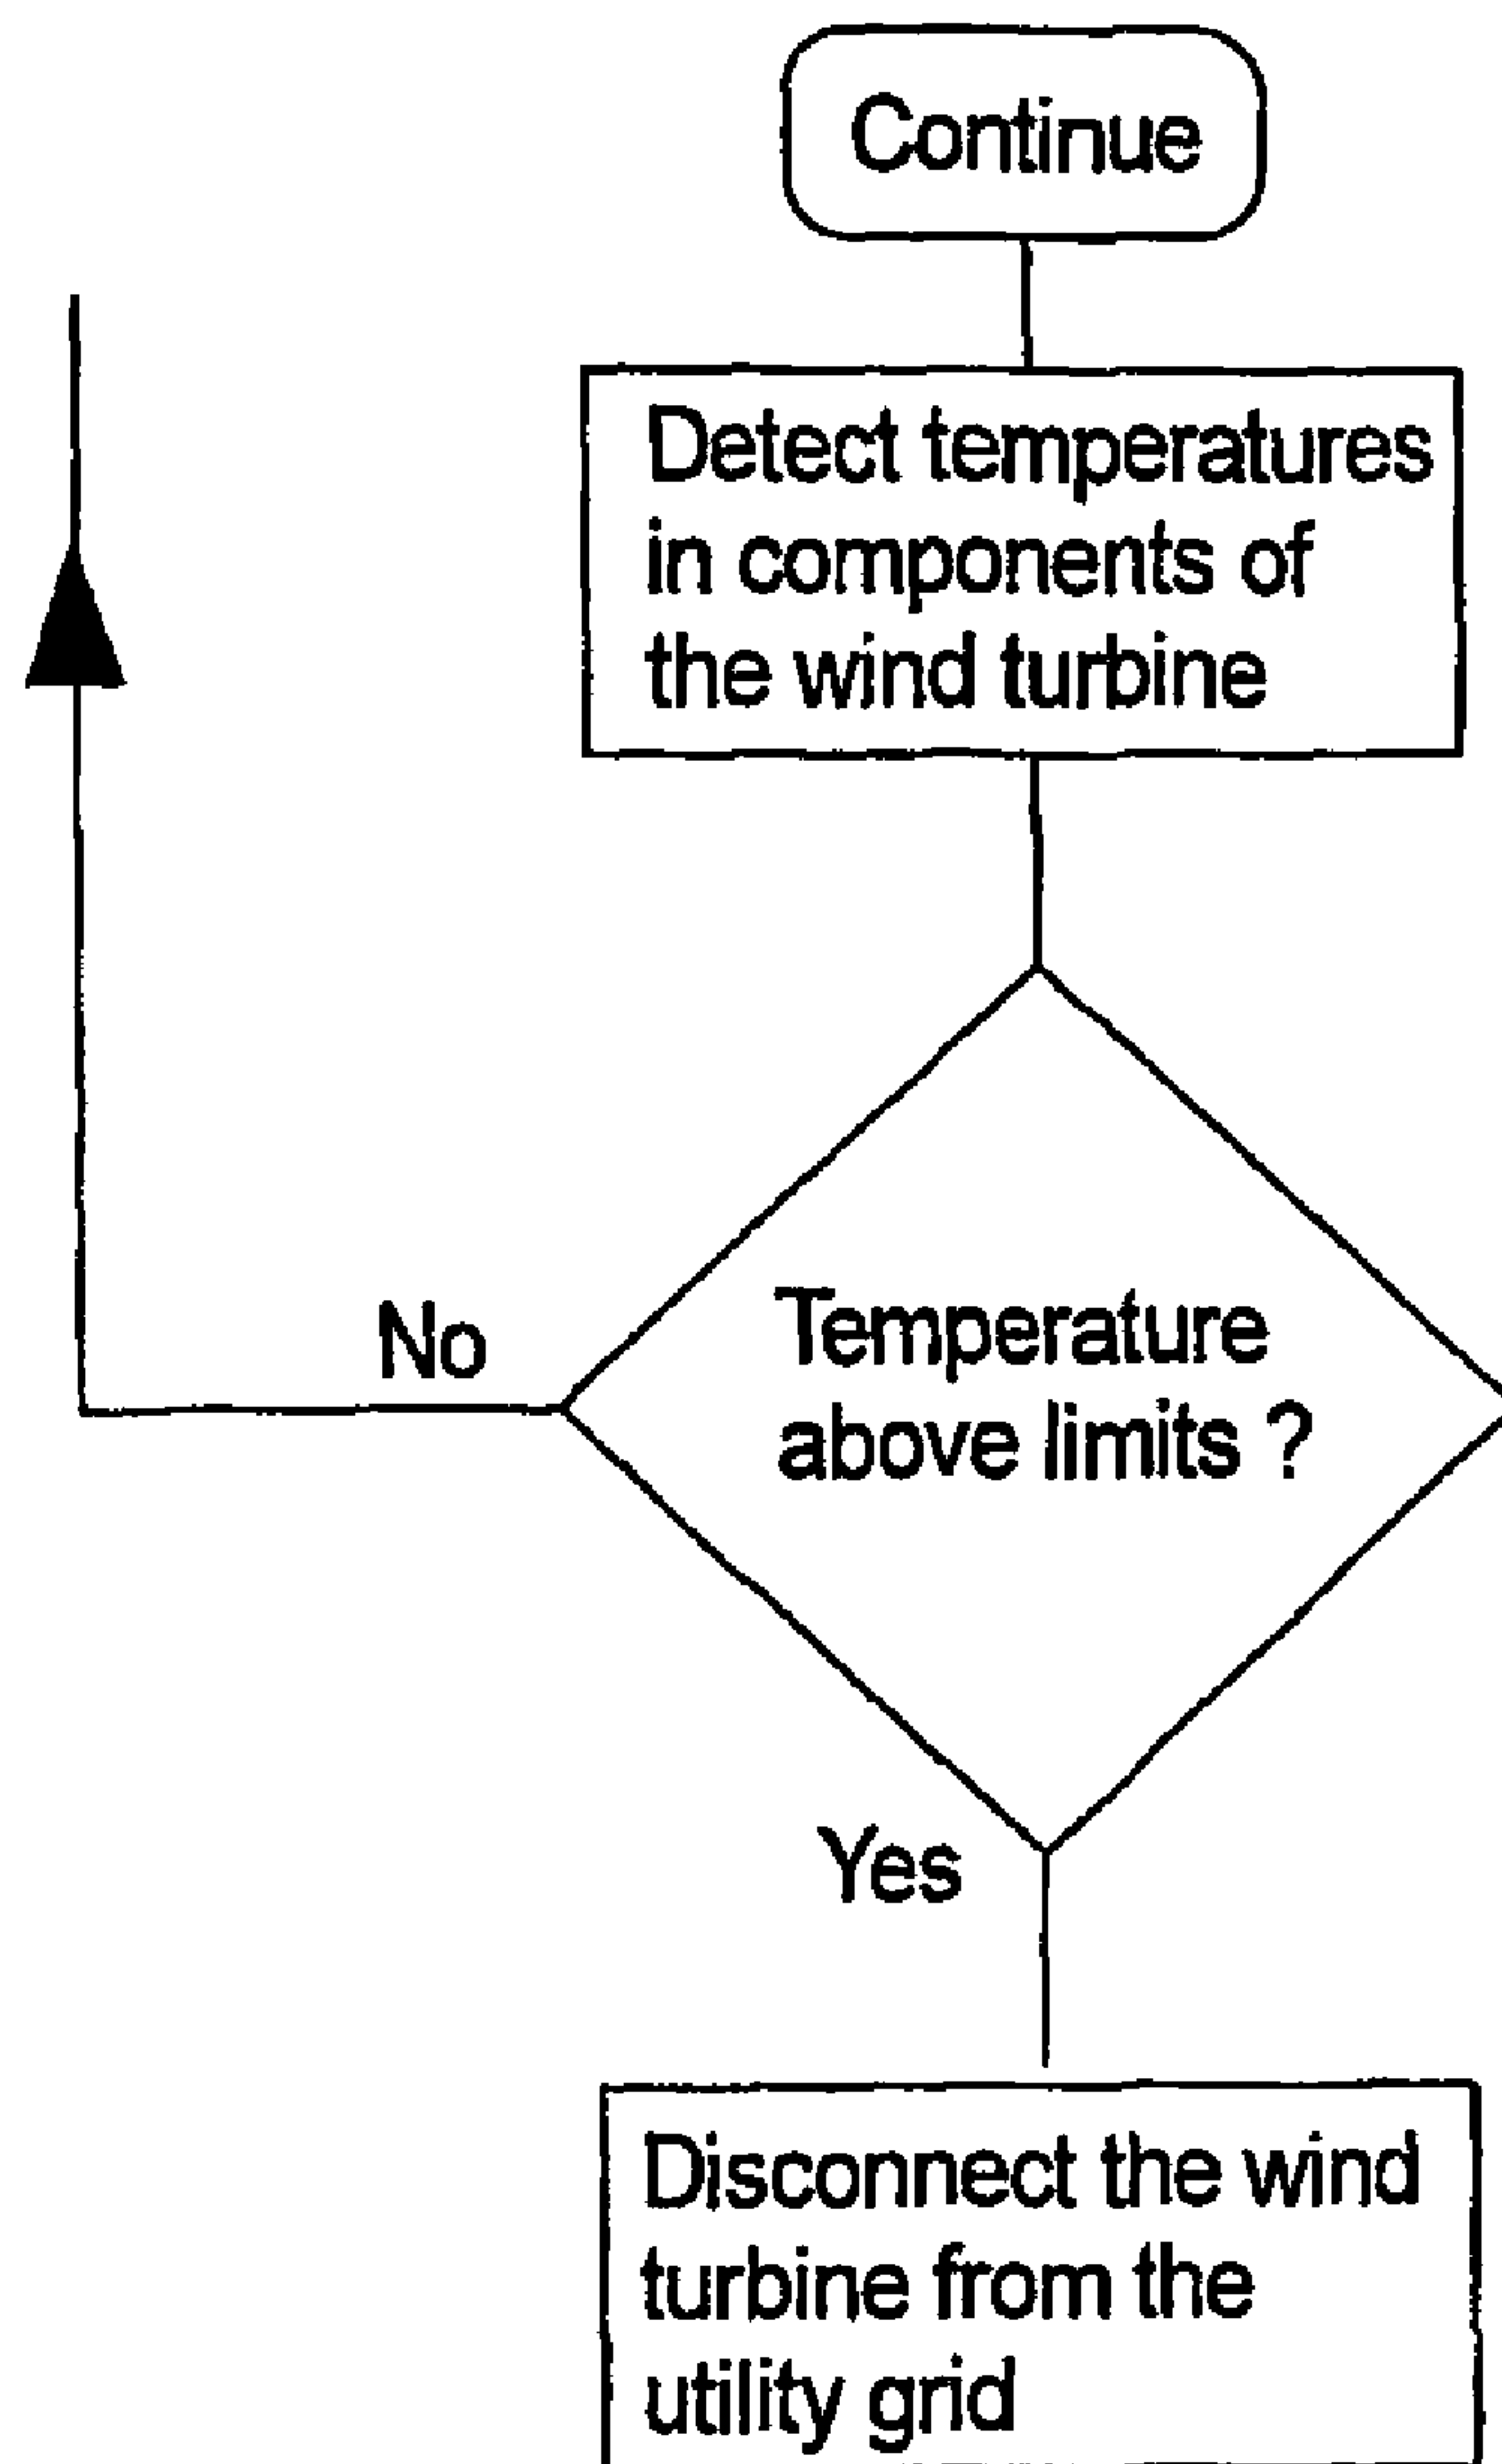 Continue
Detect temperatures
in components of
the wind turbine
No
Temperature
above limits ?
Yes
Disconnect the wind
turbine from the
utility grid